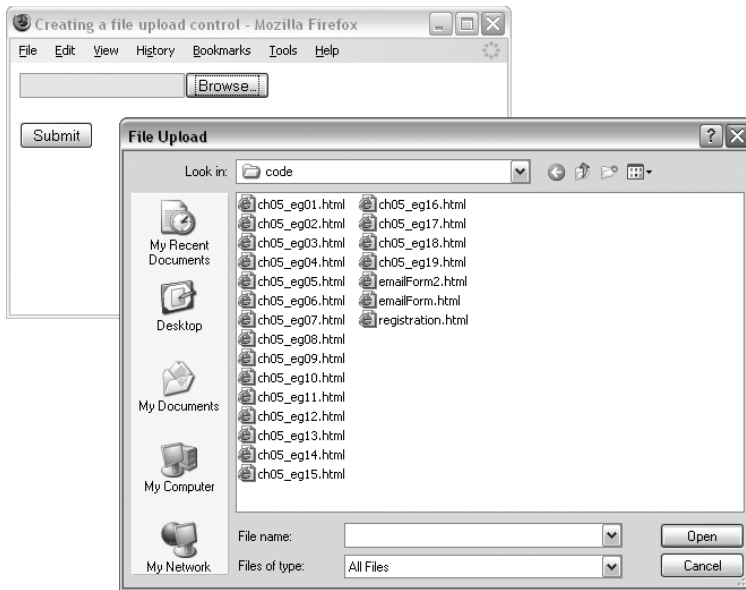 Creating a file upload control - Mozilla Firefox
File Edit View History Bookmarks Tools Help
Browse...
Submit
File Upload
Look in: code
My Recent Documents
Desktop
My Documents
My Computer
My Network
ch05_eg01.html
ch05_eg02.html
ch05_eg03.html
ch05_eg04.html
ch05_eg05.html
ch05_eg06.html
ch05_eg07.html
ch05_eg08.html
ch05_eg09.html
ch05_eg10.html
ch05_eg11.html
ch05_eg12.html
ch05_eg13.html
ch05_eg14.html
ch05_eg15.html
ch05_eg16.html
ch05_eg17.html
ch05_eg18.html
ch05_eg19.html
emailForm2.html
emailForm.html
registration.html
File name:
Open
Files of type: All Files
Cancel